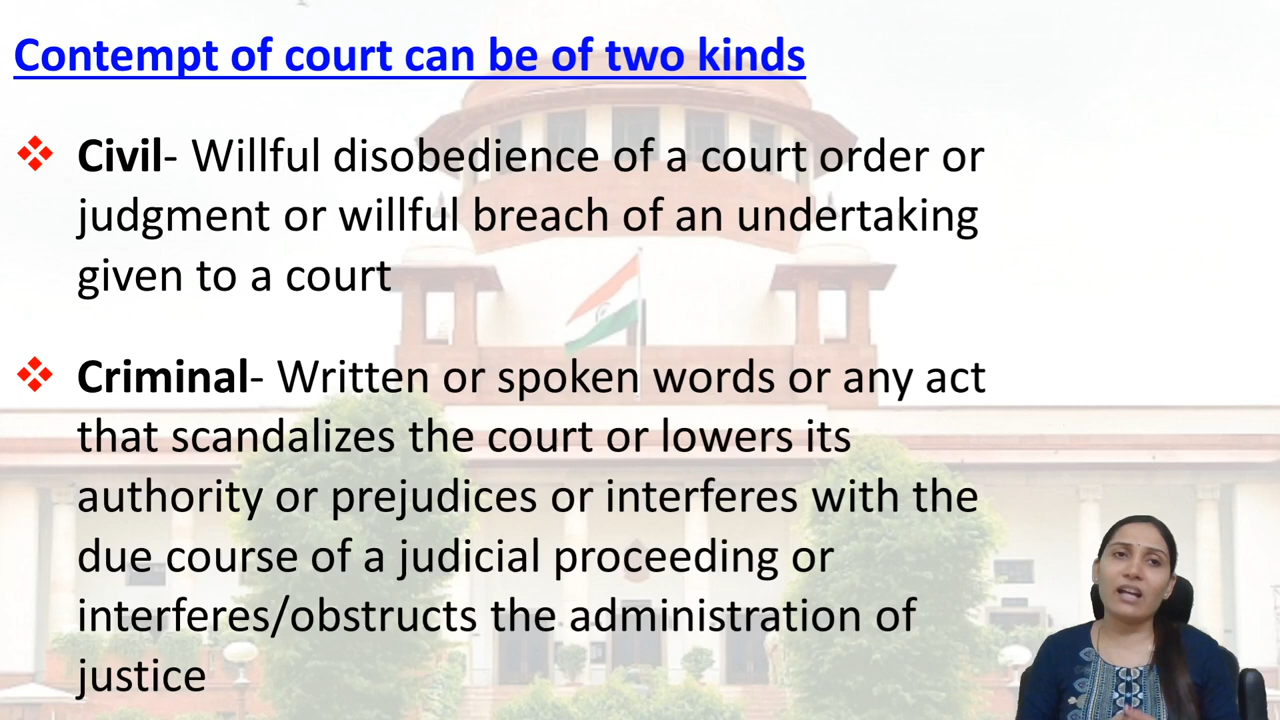 Contempt of court can be of two kinds
Civil- Willful disobedience of a court order or
judgment or willful breach of an undertaking
given to a court
Criminal- Written or spoken words or any act
that scandalizes the court or lowers its
authority or prejudices or interferes with the
due course of a judicial proceeding or
interferes/obstructs the administration of
justice